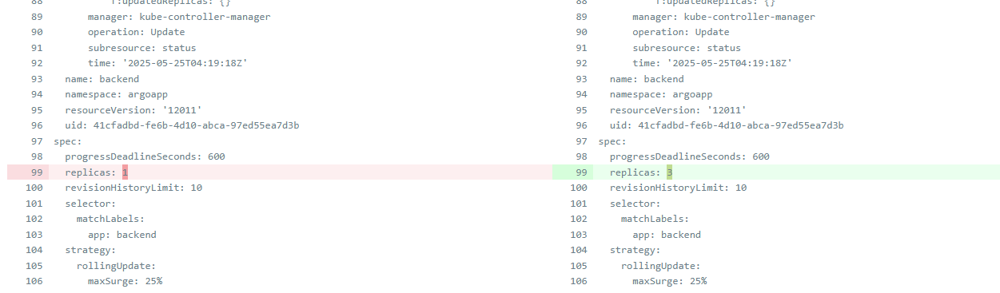 88 f:updatedReplicas: {}
89 manager: kube-controller-manager
90 operation: Update
91 subresource: status
92 time: '2025-05-25T04:19:18Z'
93 name: backend
94 namespace: argoapp
95 resourceVersion: '12011'
96 uid: 41cfadbd-fe6b-4d10-abca-97ed55ea7d3b
97 spec:
98 progressDeadlineSeconds: 600
99 replicas: 1
100 revisionHistoryLimit: 10
101 selector:
102 matchLabels:
103 app: backend
104 strategy:
105 rollingUpdate:
106 maxSurge: 25%
88 f:updatedReplicas: {}
89 manager: kube-controller-manager
90 operation: Update
91 subresource: status
92 time: '2025-05-25T04:19:18Z'
93 name: backend
94 namespace: argoapp
95 resourceVersion: '12011'
96 uid: 41cfadbd-fe6b-4d10-abca-97ed55ea7d3b
97 spec:
98 progressDeadlineSeconds: 600
99 replicas: 3
100 revisionHistoryLimit: 10
101 selector:
102 matchLabels:
103 app: backend
104 strategy:
105 rollingUpdate:
106 maxSurge: 25%